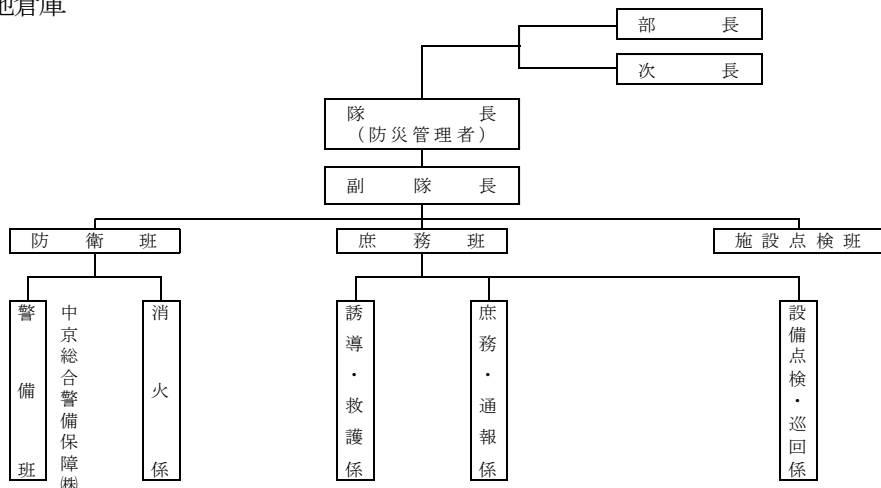 地倉庫
部長
次長
隊長
（防災管理者）
副隊長
防衛班
庶務班
施設点検班
警備班
中京総合警備保障㈱
消火係
誘導・救護係
庶務・通報係
設備点検・巡回係